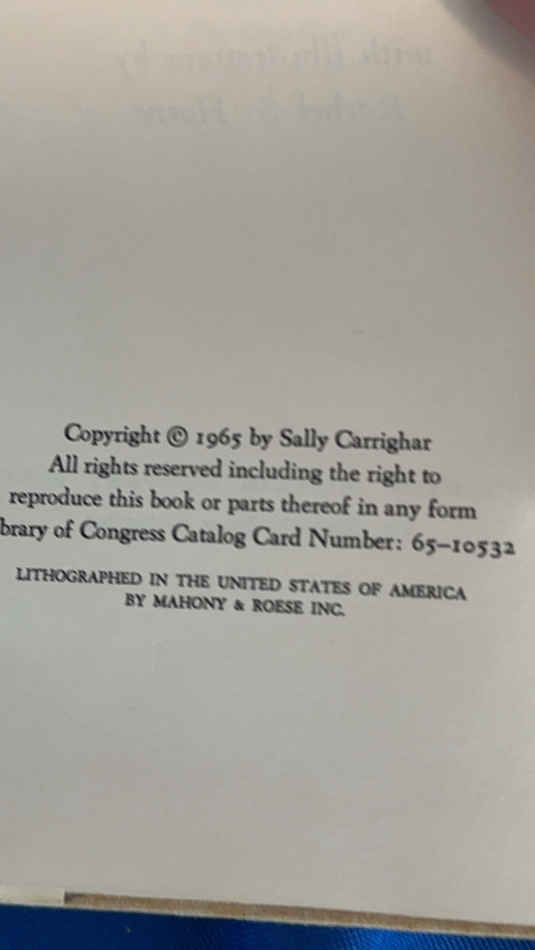 Copyright © 1965 by Sally Carrighar
All rights reserved including the right to
reproduce this book or parts thereof in any form
brary of Congress Catalog Card Number: 65–10532
LITHOGRAPHED IN THE UNITED STATES OF AMERICA
BY MAHONY & ROESE INC.